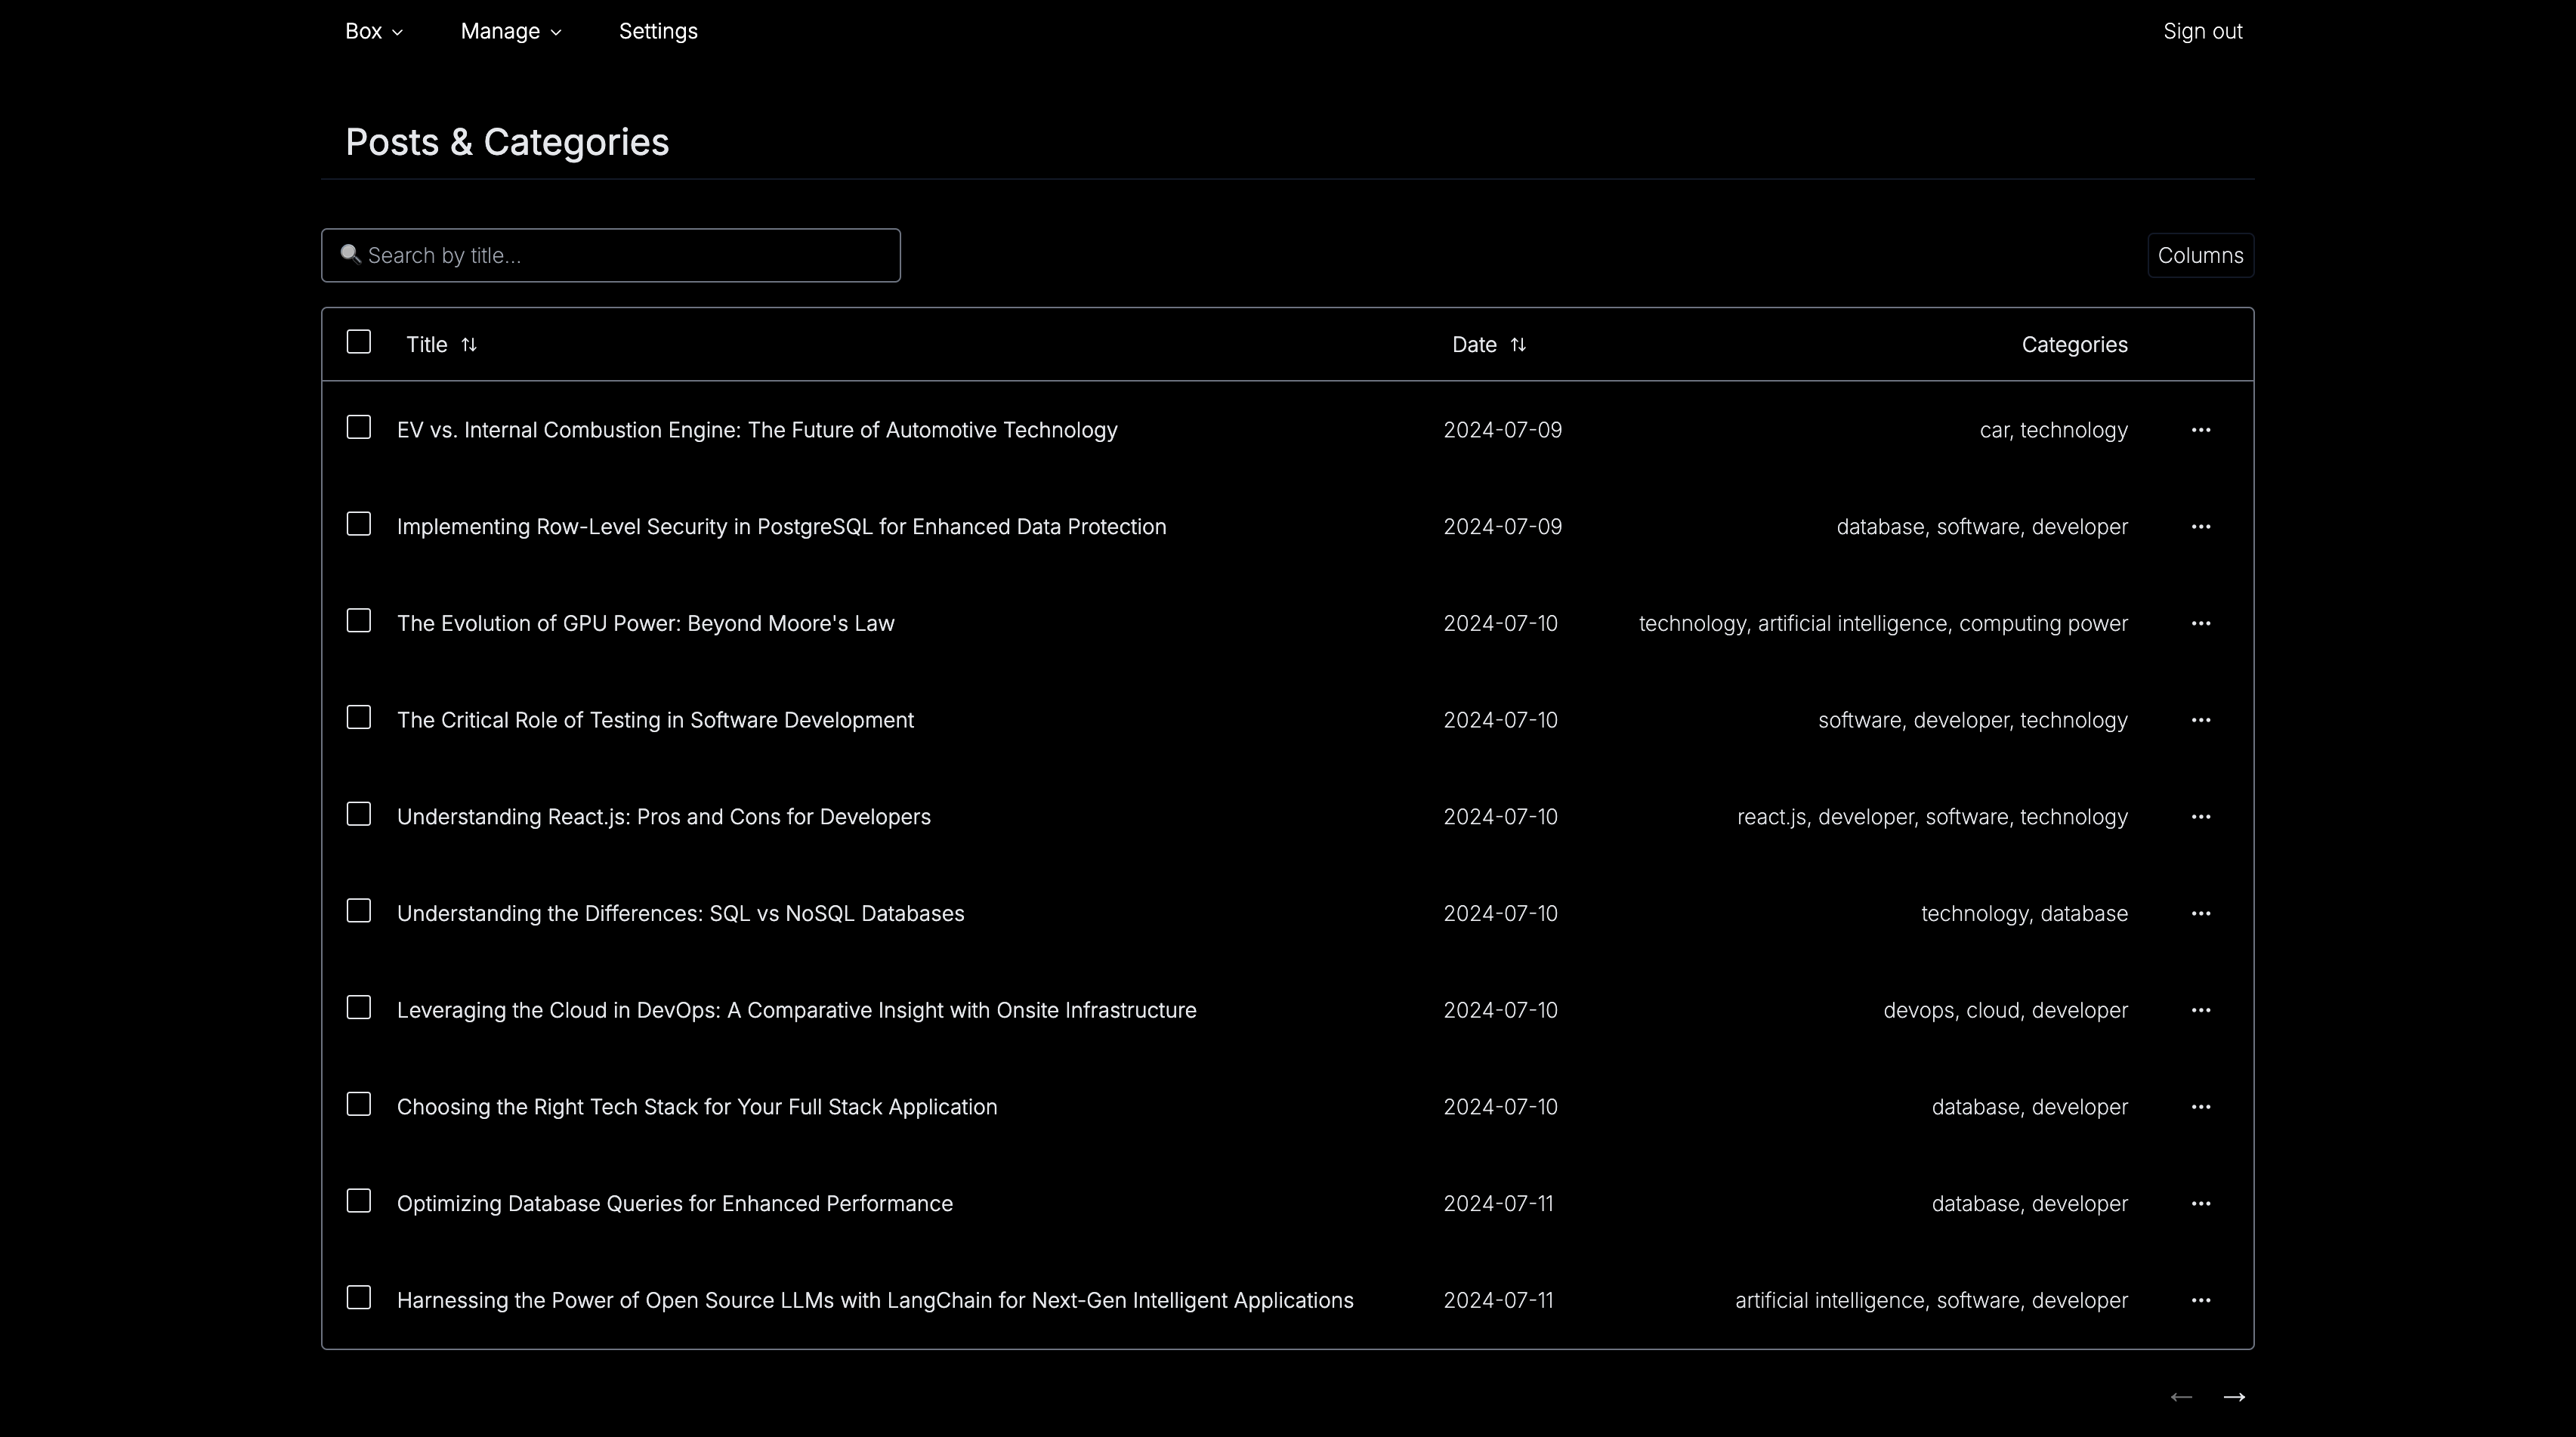 Box Manage Settings Sign out
Posts & Categories
Search by title... Columns
Title Date Categories
EV vs. Internal Combustion Engine: The Future of Automotive Technology 2024-07-09 car, technology
Implementing Row-Level Security in PostgreSQL for Enhanced Data Protection 2024-07-09 database, software, developer
The Evolution of GPU Power: Beyond Moore's Law 2024-07-10 technology, artificial intelligence, computing power
The Critical Role of Testing in Software Development 2024-07-10 software, developer, technology
Understanding React.js: Pros and Cons for Developers 2024-07-10 react.js, developer, software, technology
Understanding the Differences: SQL vs NoSQL Databases 2024-07-10 technology, database
Leveraging the Cloud in DevOps: A Comparative Insight with Onsite Infrastructure 2024-07-10 devops, cloud, developer
Choosing the Right Tech Stack for Your Full Stack Application 2024-07-10 database, developer
Optimizing Database Queries for Enhanced Performance 2024-07-11 database, developer
Harnessing the Power of Open Source LLMs with LangChain for Next-Gen Intelligent Applications 2024-07-11 artificial intelligence, software, developer